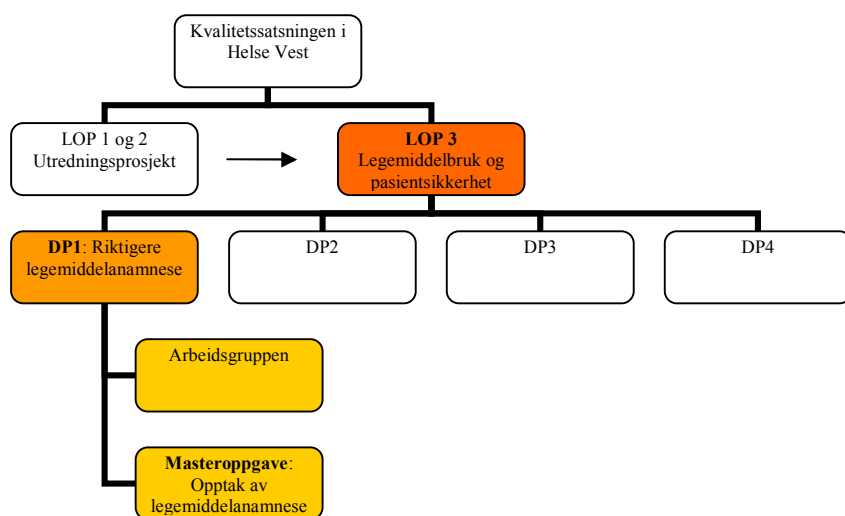 Kvalitetssatsningen i
Helse Vest
LOP 1 og 2
Utredningsprosjekt
LOP 3
Legemiddelbruk og
pasientsikkerhet
DP1: Riktigere
legemiddelanamnese
DP2
DP3
DP4
Arbeidsgruppen
Masteroppgave:
Opptak av
legemiddelanamnese